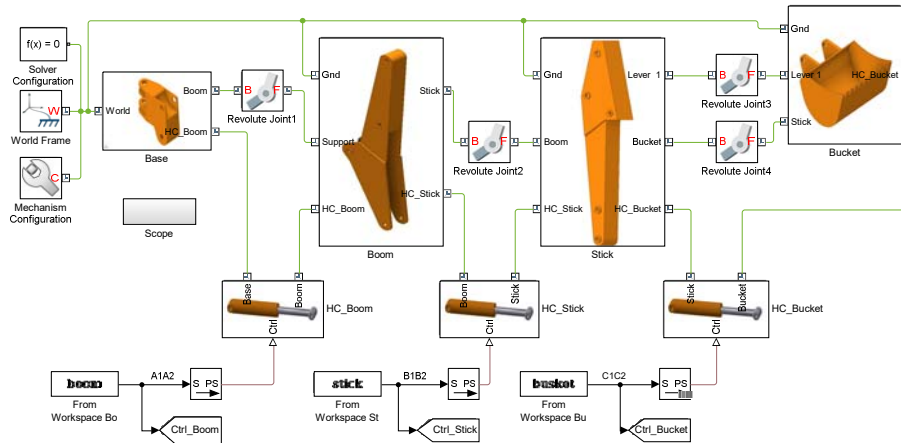 f(x) = 0
Solver
Configuration
W
World Frame
C
Mechanism
Configuration
World
Boom
HC_Boom
Base
B
F
Revolute Joint1
Scope
Gnd
Support
HC_Boom
Stick
HC_Stick
Boom
B
F
Revolute Joint2
Gnd
Boom
HC_Stick
Lever 1
Bucket
HC_Bucket
Stick
B
F
Revolute Joint3
B
F
Revolute Joint4
Gnd
Lever 1
Stick
HC_Bucket
Bucket
Base
Boom
Ctrl
HC_Boom
Boom
Stick
Ctrl
HC_Stick
Stick
Bucket
Ctrl
HC_Bucket
boom
From
Workspace Bo
A1A2
S PS
Ctrl_Boom
stick
From
Workspace St
B1B2
S PS
Ctrl_Stick
busket
From
Workspace Bu
C1C2
S PS
Ctrl_Bucket